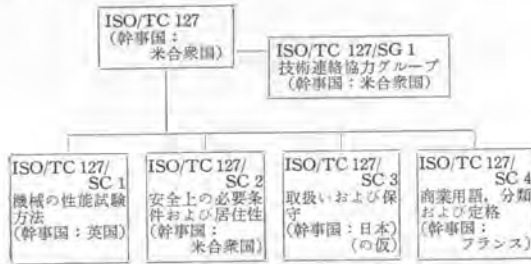 ISO/TC 127
(幹事国:
米合衆国)
ISO/TC 127/SG 1
技術連絡協力グループ
(幹事国:米合衆国)
ISO/TC 127/
SC 1
機械の性能試験
方法
(幹事国:英国)
ISO/TC 127/
SC 2
安全上の必要条
件および居住性
(幹事国:
米合衆国)
ISO/TC 127/
SC 3
取扱いおよび保
守
(幹事国:日本)
(の仮)
ISO/TC 127/
SC 4
商業用語,分類
および定格
(幹事国:
フランス)